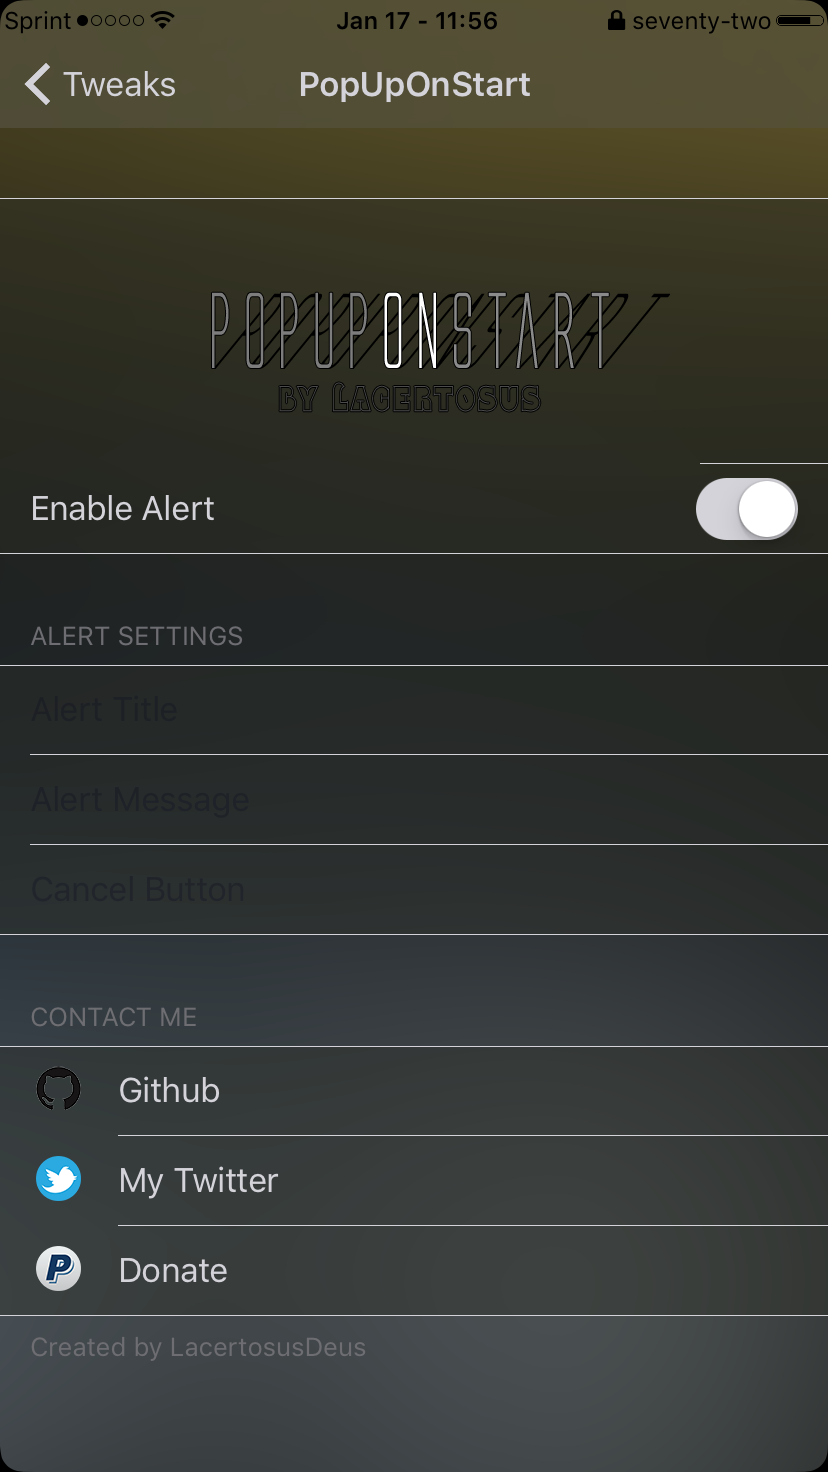 Sprint Jan 17 - 11:56 seventy-two
Tweaks PopUpOnStart
POPUPONSTART
BY LACERTOSUS
Enable Alert
ALERT SETTINGS
Alert Title
Alert Message
Cancel Button
CONTACT ME
Github
My Twitter
Donate
Created by LacertosusDeus